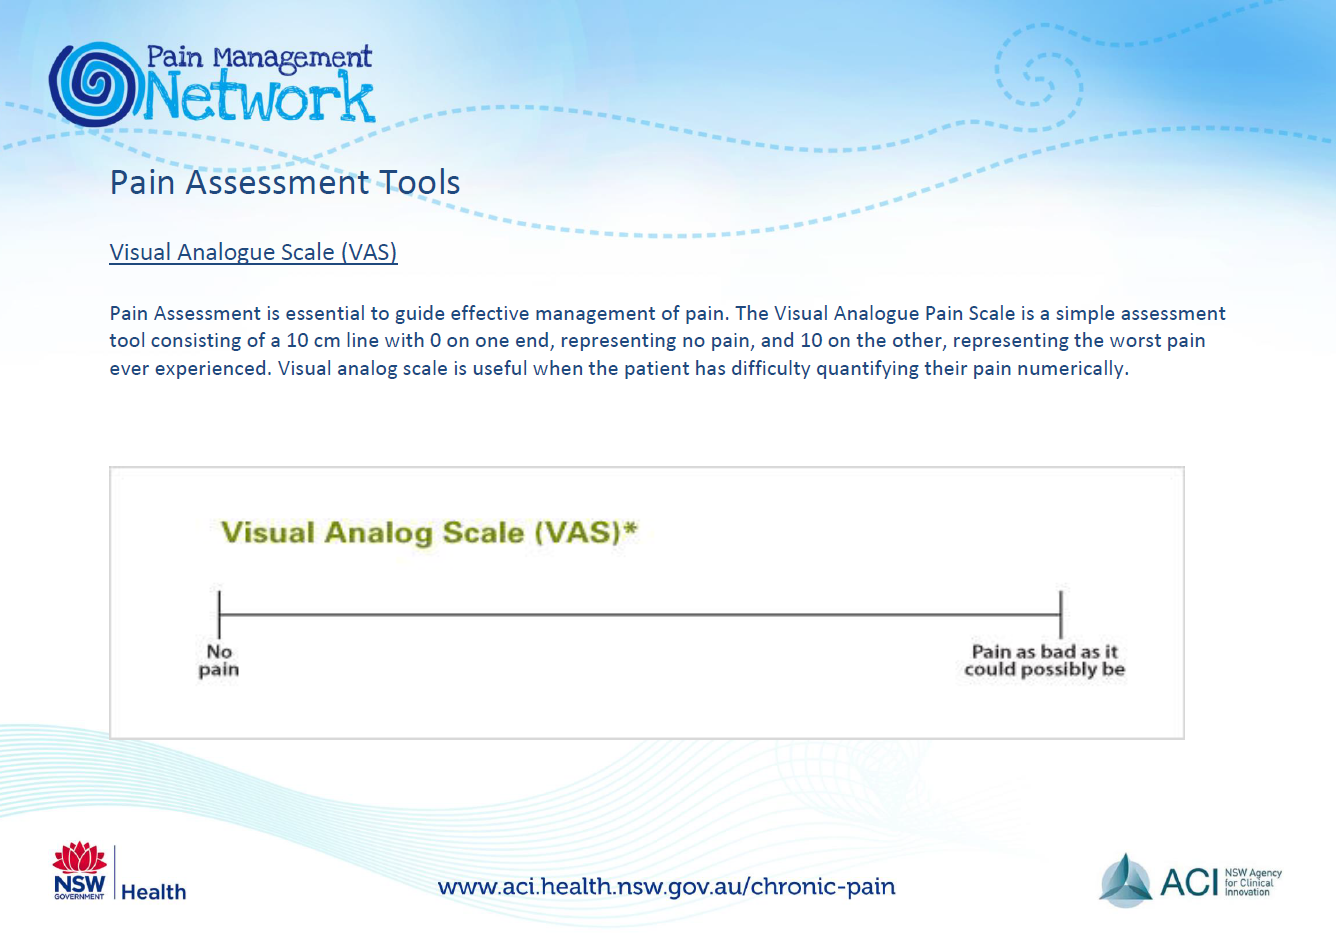 Pain Management
Network
Pain Assessment Tools
Visual Analogue Scale (VAS)
Pain Assessment is essential to guide effective management of pain. The Visual Analogue Pain Scale is a simple assessment
tool consisting of a 10 cm line with 0 on one end, representing no pain, and 10 on the other, representing the worst pain
ever experienced. Visual analog scale is useful when the patient has difficulty quantifying their pain numerically.
Visual Analog Scale (VAS)*
No
pain
Pain as bad as it
could possibly be
NSW
GOVERNMENT
Health
www.aci.health.nsw.gov.au/chronic-pain
ACI
NSW Agency
for Clinical
Innovation